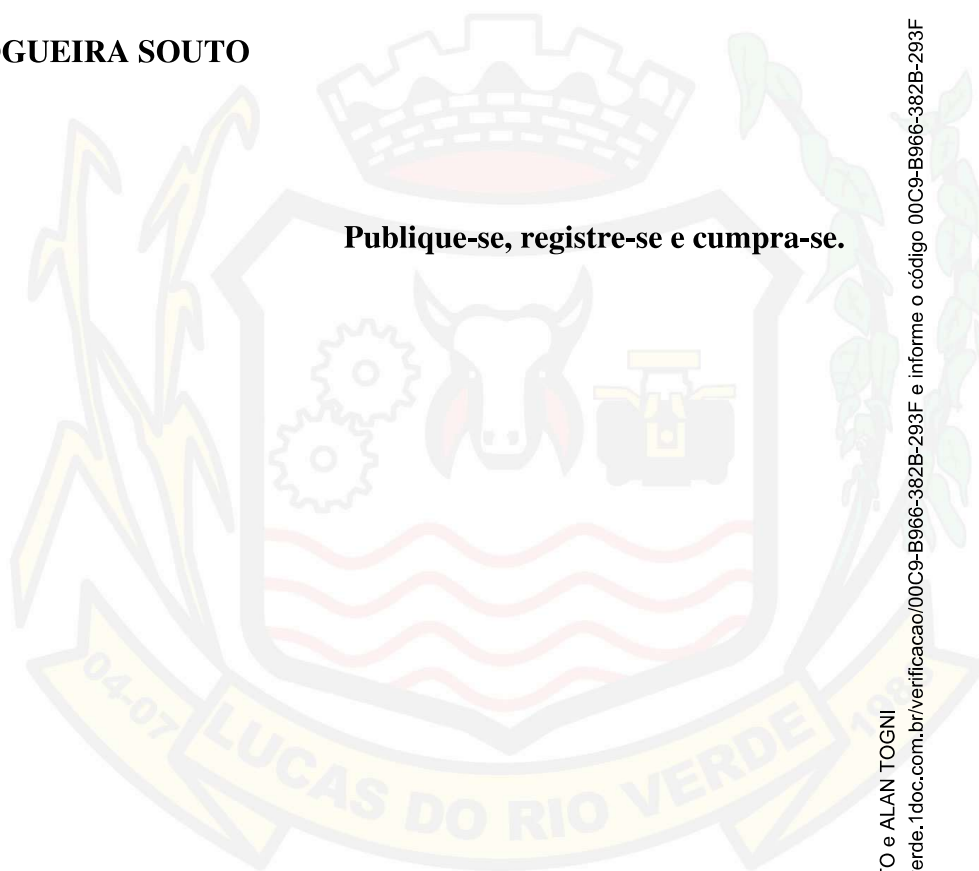 GUEIRA SOUTO
Publique-se, registre-se e cumpra-se.
04-07
LUCAS DO RIO VERDE
TO e ALAN TOGNI
erde.1doc.com.br/verificacao/00C9-B966-382B-293F e informe o código 00C9-B966-382B-293F